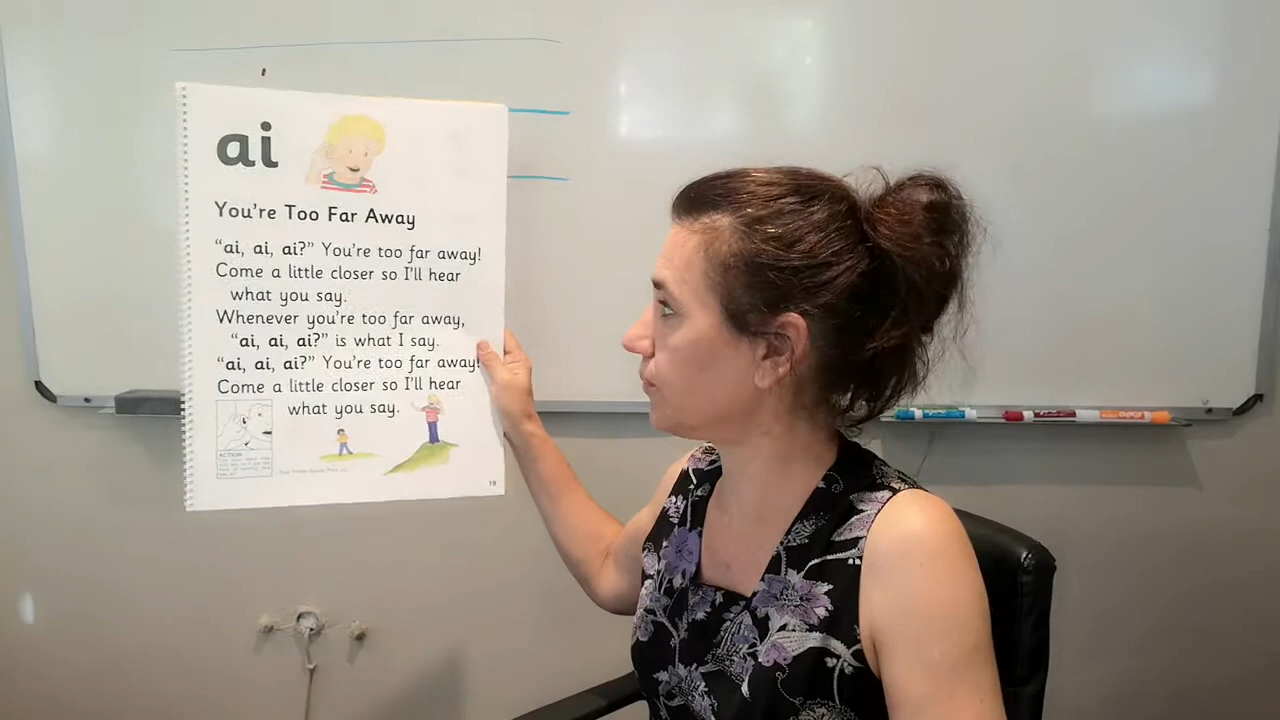 ai
You're Too Far Away
“ai, ai, ai?” You're too far away!
Come a little closer so I'll hear
what you say.
Whenever you're too far away,
“ai, ai, ai?” is what I say.
“ai, ai, ai?” You're too far away!
Come a little closer so I'll hear
what you say.
ACTION
19